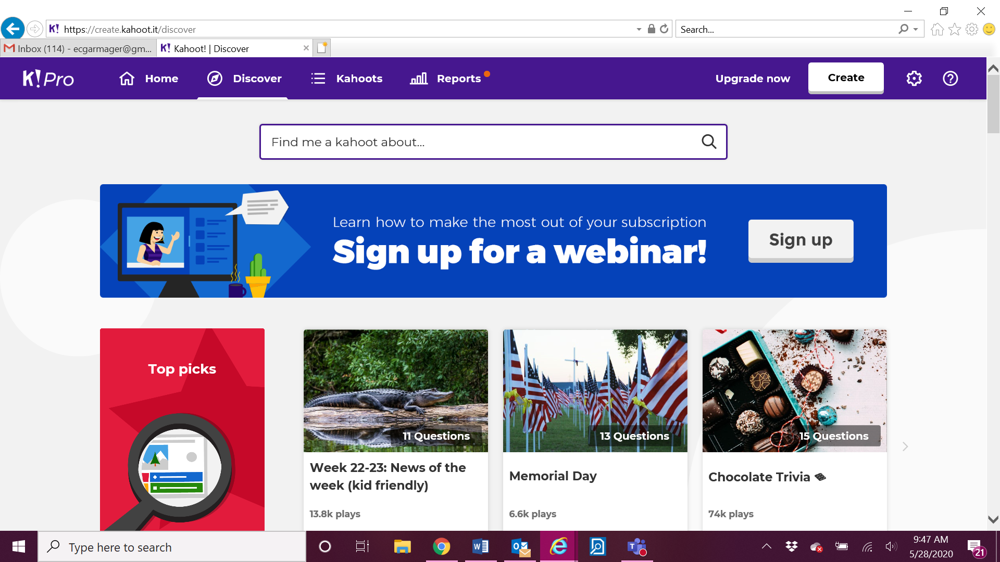 https://create.kahoot.it/discover
Search...
Inbox (114) - ecgarmager@gm...
K! Kahoot! | Discover
K! Pro
Home
Discover
Kahoots
Reports
Upgrade now
Create
Find me a kahoot about...
Learn how to make the most out of your subscription
Sign up for a webinar!
Sign up
Top picks
11 Questions
13 Questions
15 Questions
Week 22-23: News of the
week (kid friendly)
Memorial Day
Chocolate Trivia
13.8k plays
6.6k plays
74k plays
Type here to search
9:47 AM
5/28/2020
21